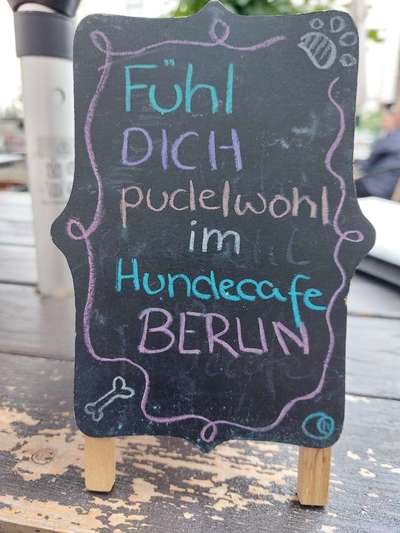 Fühl
DICH
pudelwohl
im
Hundecafe
BERLIN